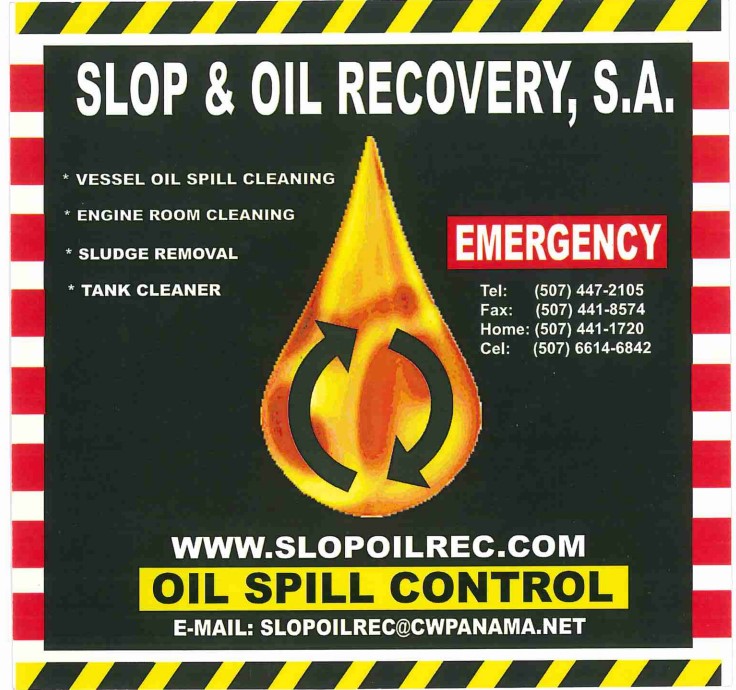 SLOP & OIL RECOVERY, S.A.
* VESSEL OIL SPILL CLEANING
* ENGINE ROOM CLEANING
* SLUDGE REMOVAL
* TANK CLEANER
EMERGENCY
Tel: (507) 447-2105
Fax: (507) 441-8574
Home: (507) 441-1720
Cel: (507) 6614-6842
WWW.SLOPOILREC.COM
OIL SPILL CONTROL
E-MAIL: SLOPOILREC@CWPANAMA.NET